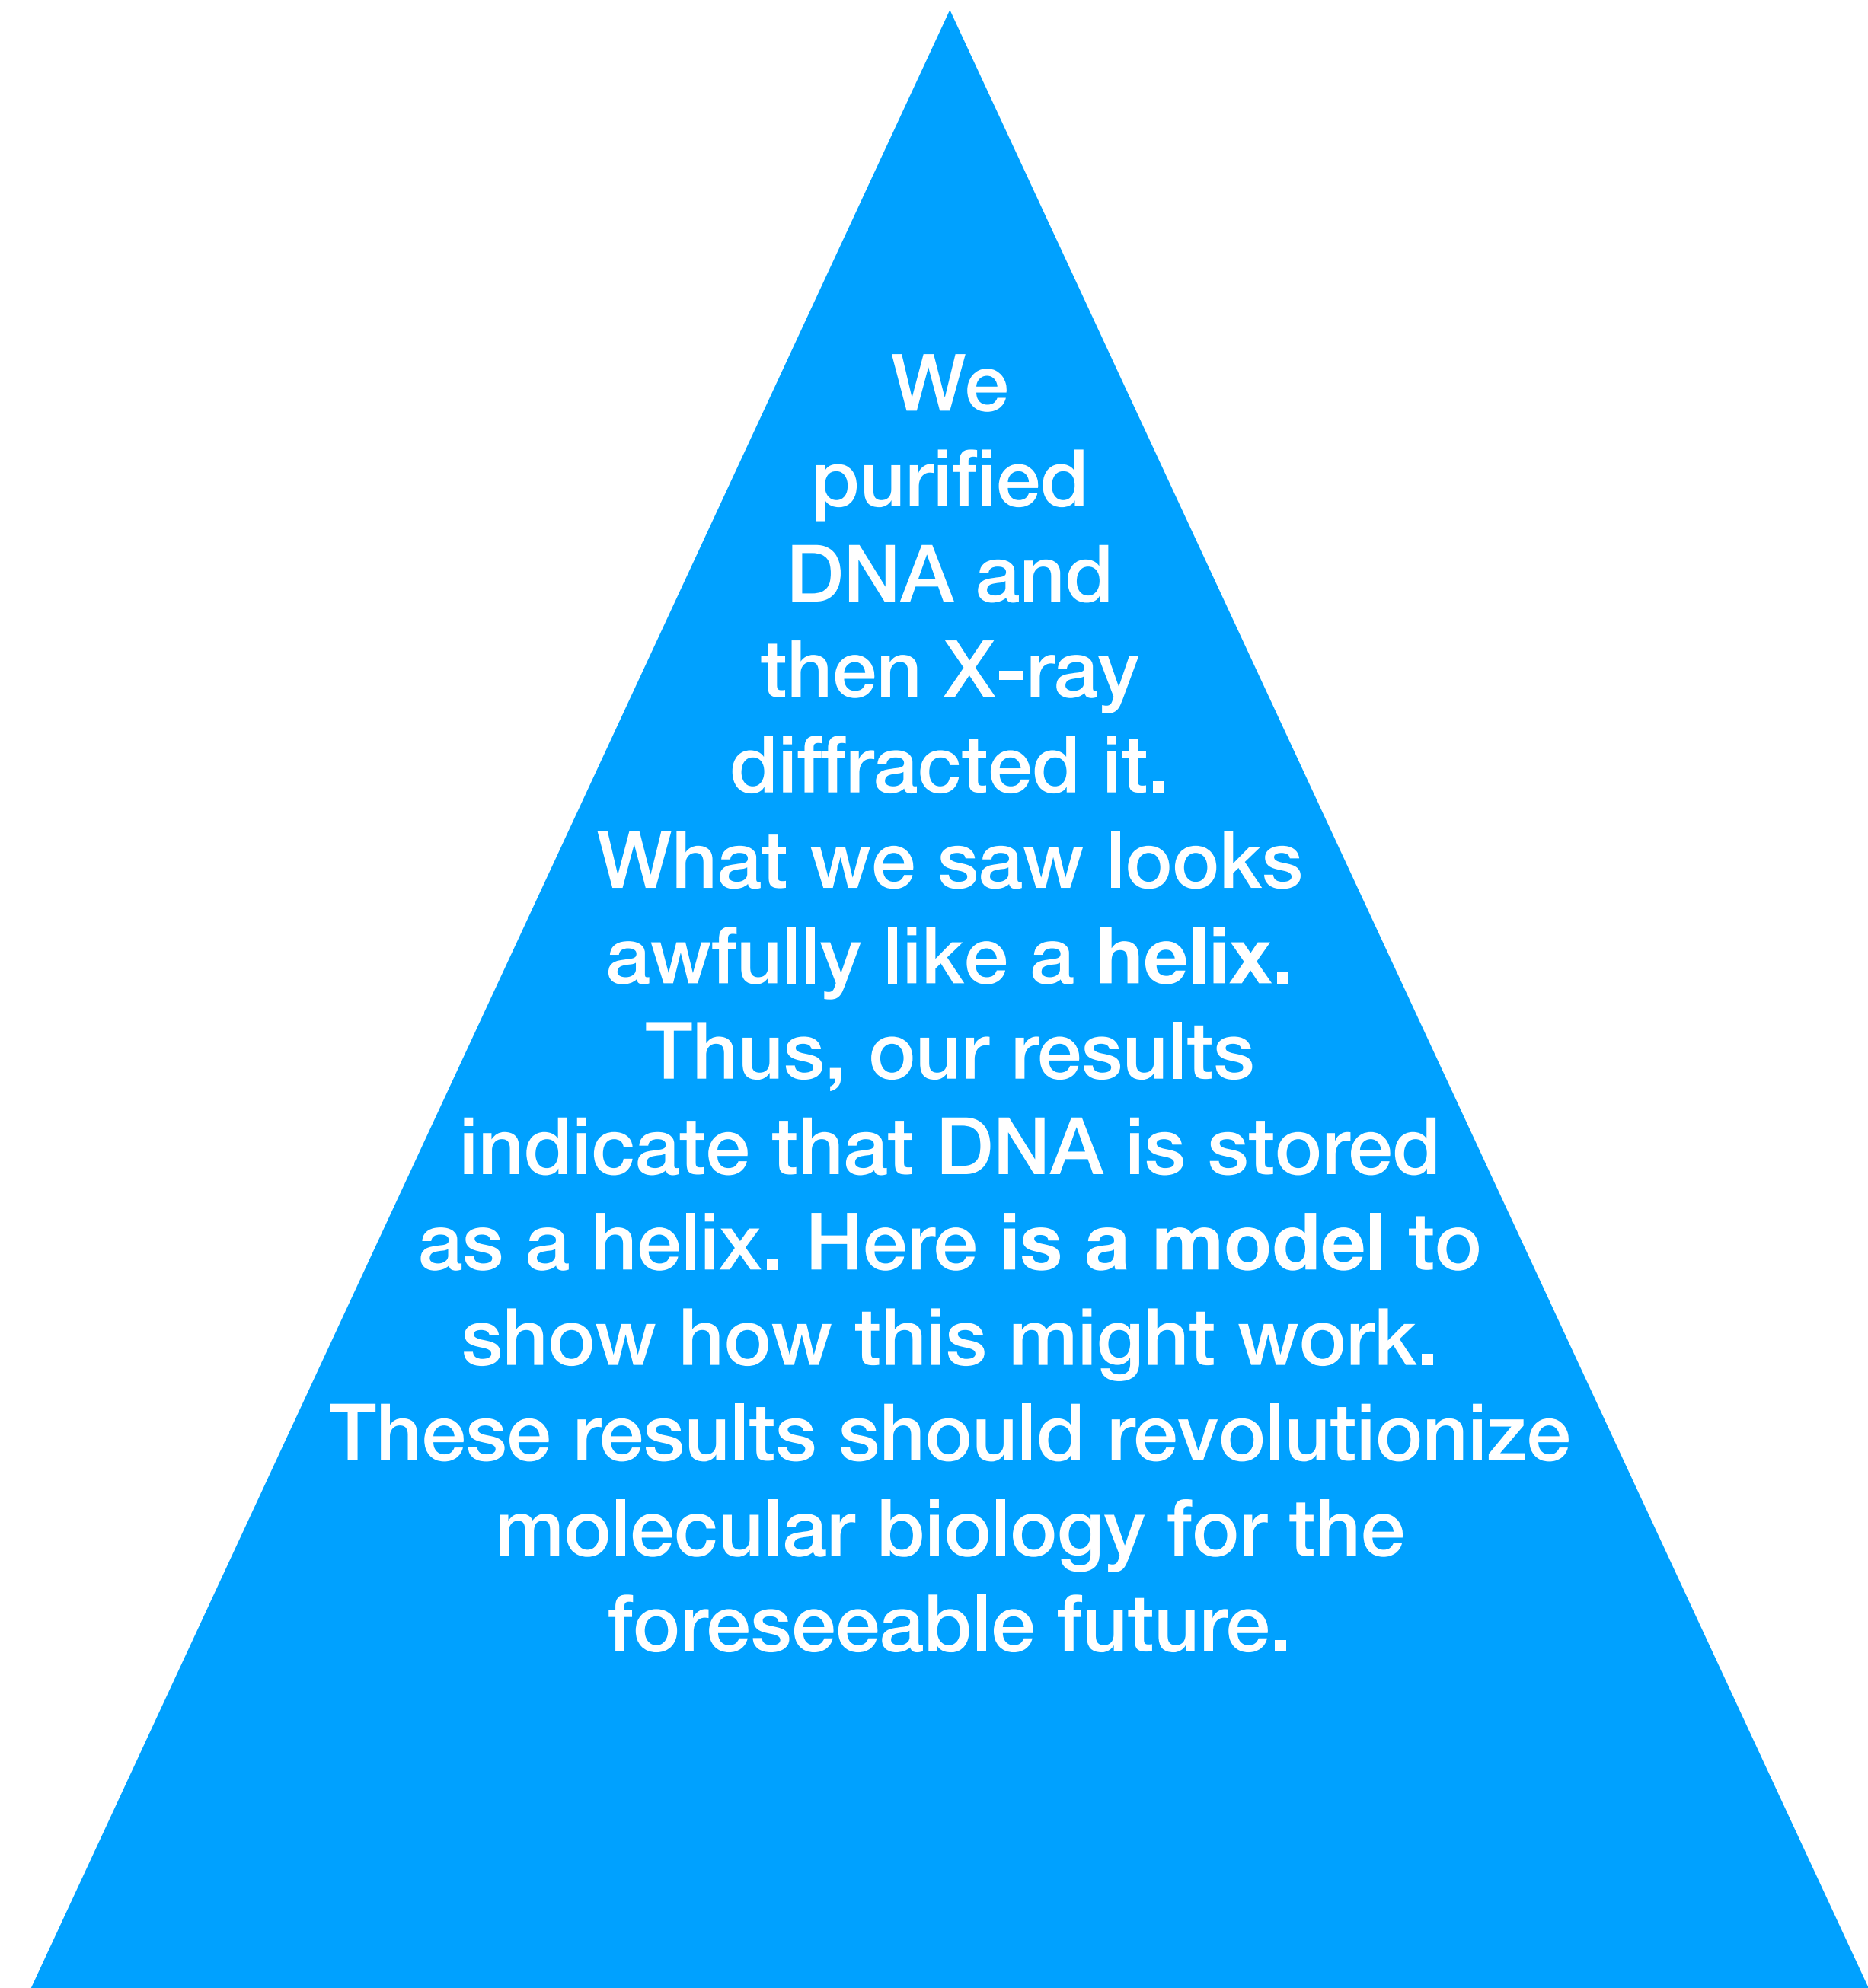 We
purified
DNA and
then X-ray
diffracted it.
What we saw looks
awfully like a helix.
Thus, our results
indicate that DNA is stored
as a helix. Here is a model to
show how this might work.
These results should revolutionize
molecular biology for the
foreseeable future.